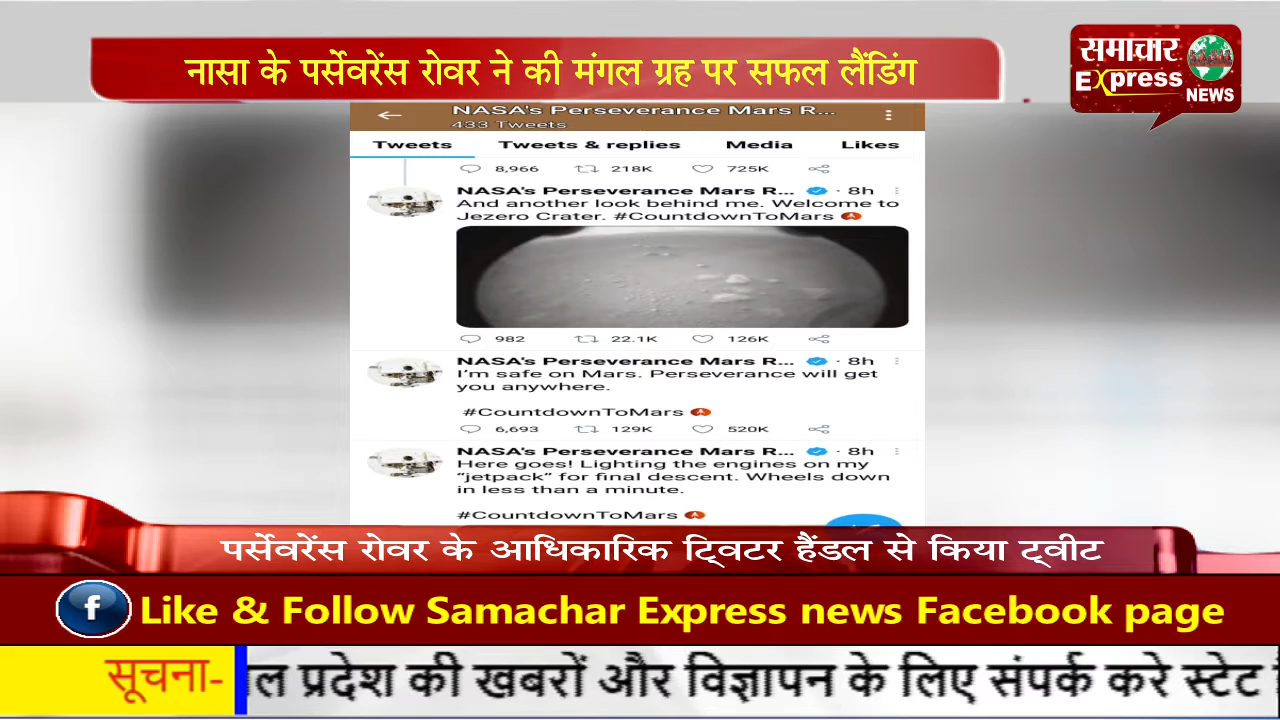 नासा के पर्सेवरेंस रोवर ने की मंगल ग्रह पर सफल लैंडिंग
समाचार
Express
NEWS
NASA's Perseverance Mars R...
433 Tweets
Tweets Tweets & replies Media Likes
8,966 218K 725K
NASA's Perseverance Mars R... · 8h
And another look behind me. Welcome to
Jezero Crater. #CountdownToMars
982 22.1K 126K
NASA's Perseverance Mars R... · 8h
I'm safe on Mars. Perseverance will get
you anywhere.
#CountdownToMars
6,693 129K 520K
NASA's Perseverance Mars R... · 8h
Here goes! Lighting the engines on my
“jetpack” for final descent. Wheels down
in less than a minute.
#CountdownToMars
पर्सेवरेंस रोवर के आधिकारिक ट्विटर हैंडल से किया ट्वीट
f Like & Follow Samachar Express news Facebook page
सूचना- ल प्रदेश की खबरों और विज्ञापन के लिए संपर्क करे स्टेट